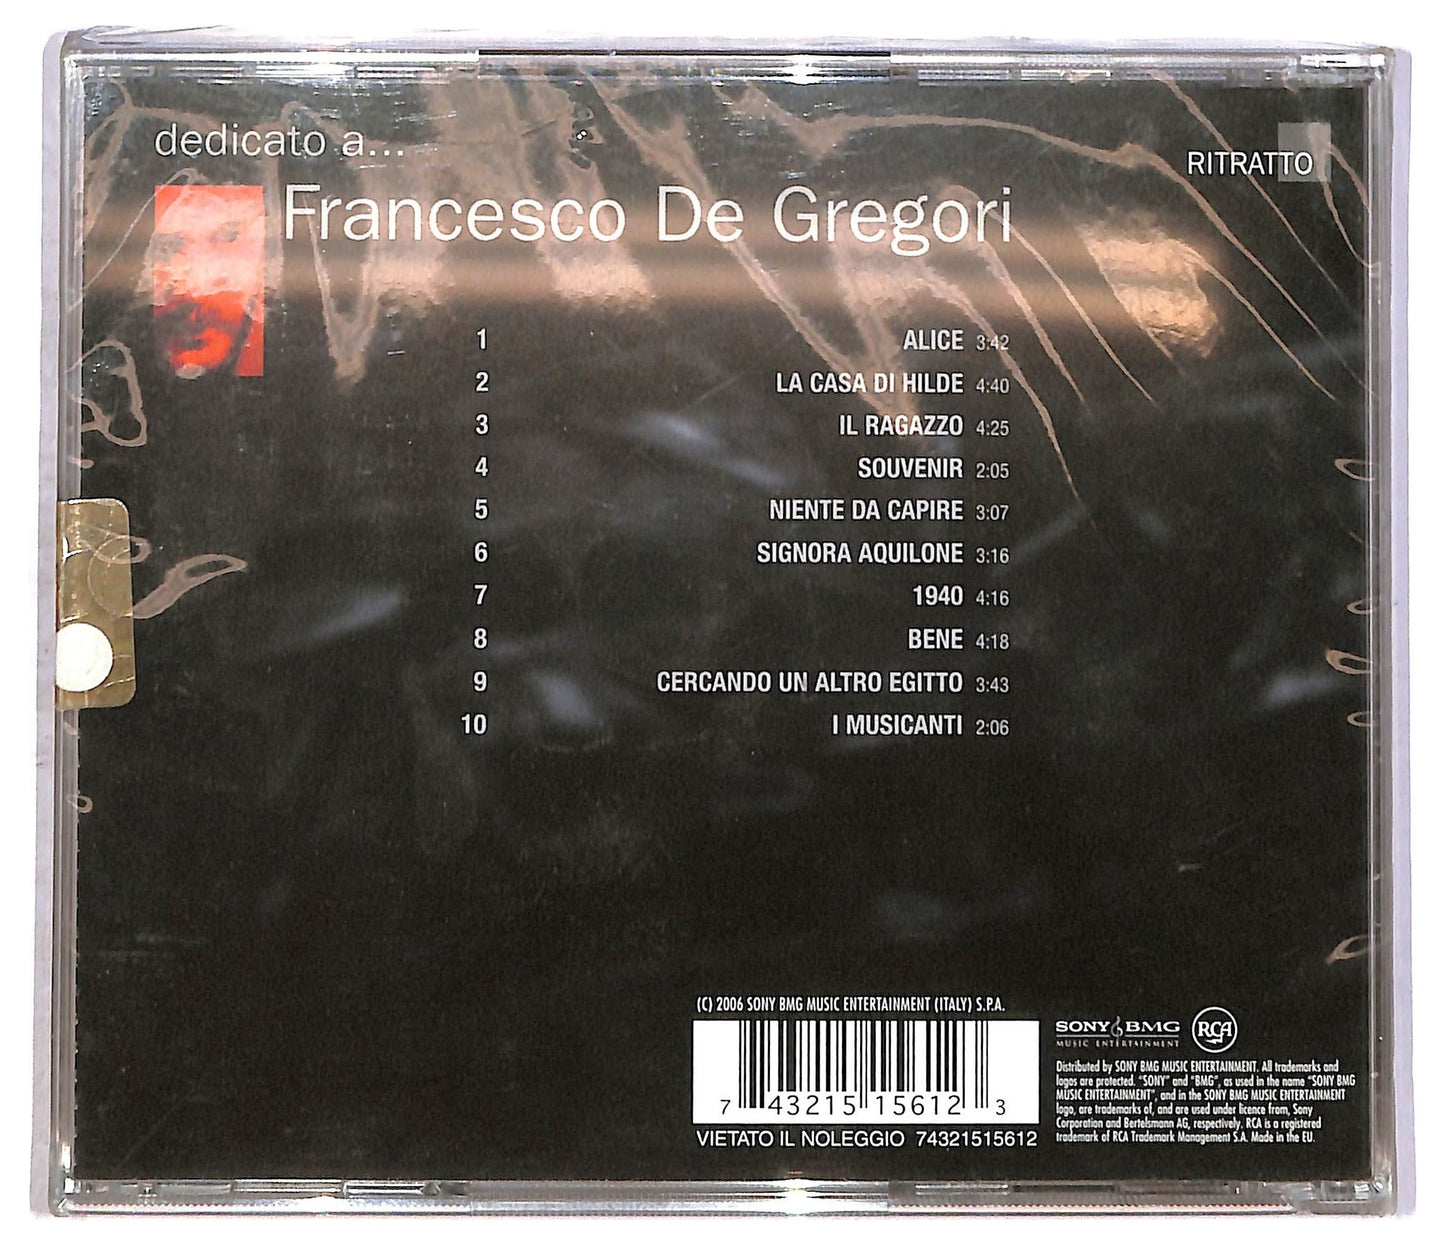 dedicato a...
RITRATTO
Francesco De Gregori
1 ALICE 3:42
2 LA CASA DI HILDE 4:40
3 IL RAGAZZO 4:25
4 SOUVENIR 2:05
5 NIENTE DA CAPIRE 3:07
6 SIGNORA AQUILONE 3:16
7 1940 4:16
8 BENE 4:18
9 CERCANDO UN ALTRO EGITTO 3:43
10 I MUSICANTI 2:06
(C) 2006 SONY BMG MUSIC ENTERTAINMENT (ITALY) S.P.A.
7 43215 15612 3
VIETATO IL NOLEGGIO 74321515612
SONY BMG
MUSIC ENTERTAINMENT
RCA
Distributed by SONY BMG MUSIC ENTERTAINMENT. All trademarks and
logos are protected. "SONY" and "BMG", as used in the name "SONY BMG
MUSIC ENTERTAINMENT", and in the SONY BMG MUSIC ENTERTAINMENT
logo, are trademarks of, and are used under licence from, Sony
Corporation and Bertelsmann AG, respectively. RCA is a registered
trademark of RCA Trademark Management S.A. Made in the EU.